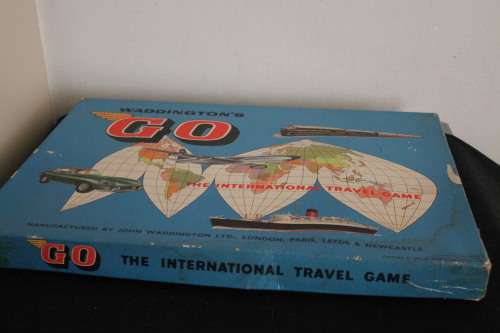 WADDINGTON'S
GO
THE INTERNATIONAL TRAVEL GAME
MANUFACTURED BY JOHN WADDINGTON LTD., LONDON, PARIS, LEEDS & NEWCASTLE
GO THE INTERNATIONAL TRAVEL GAME